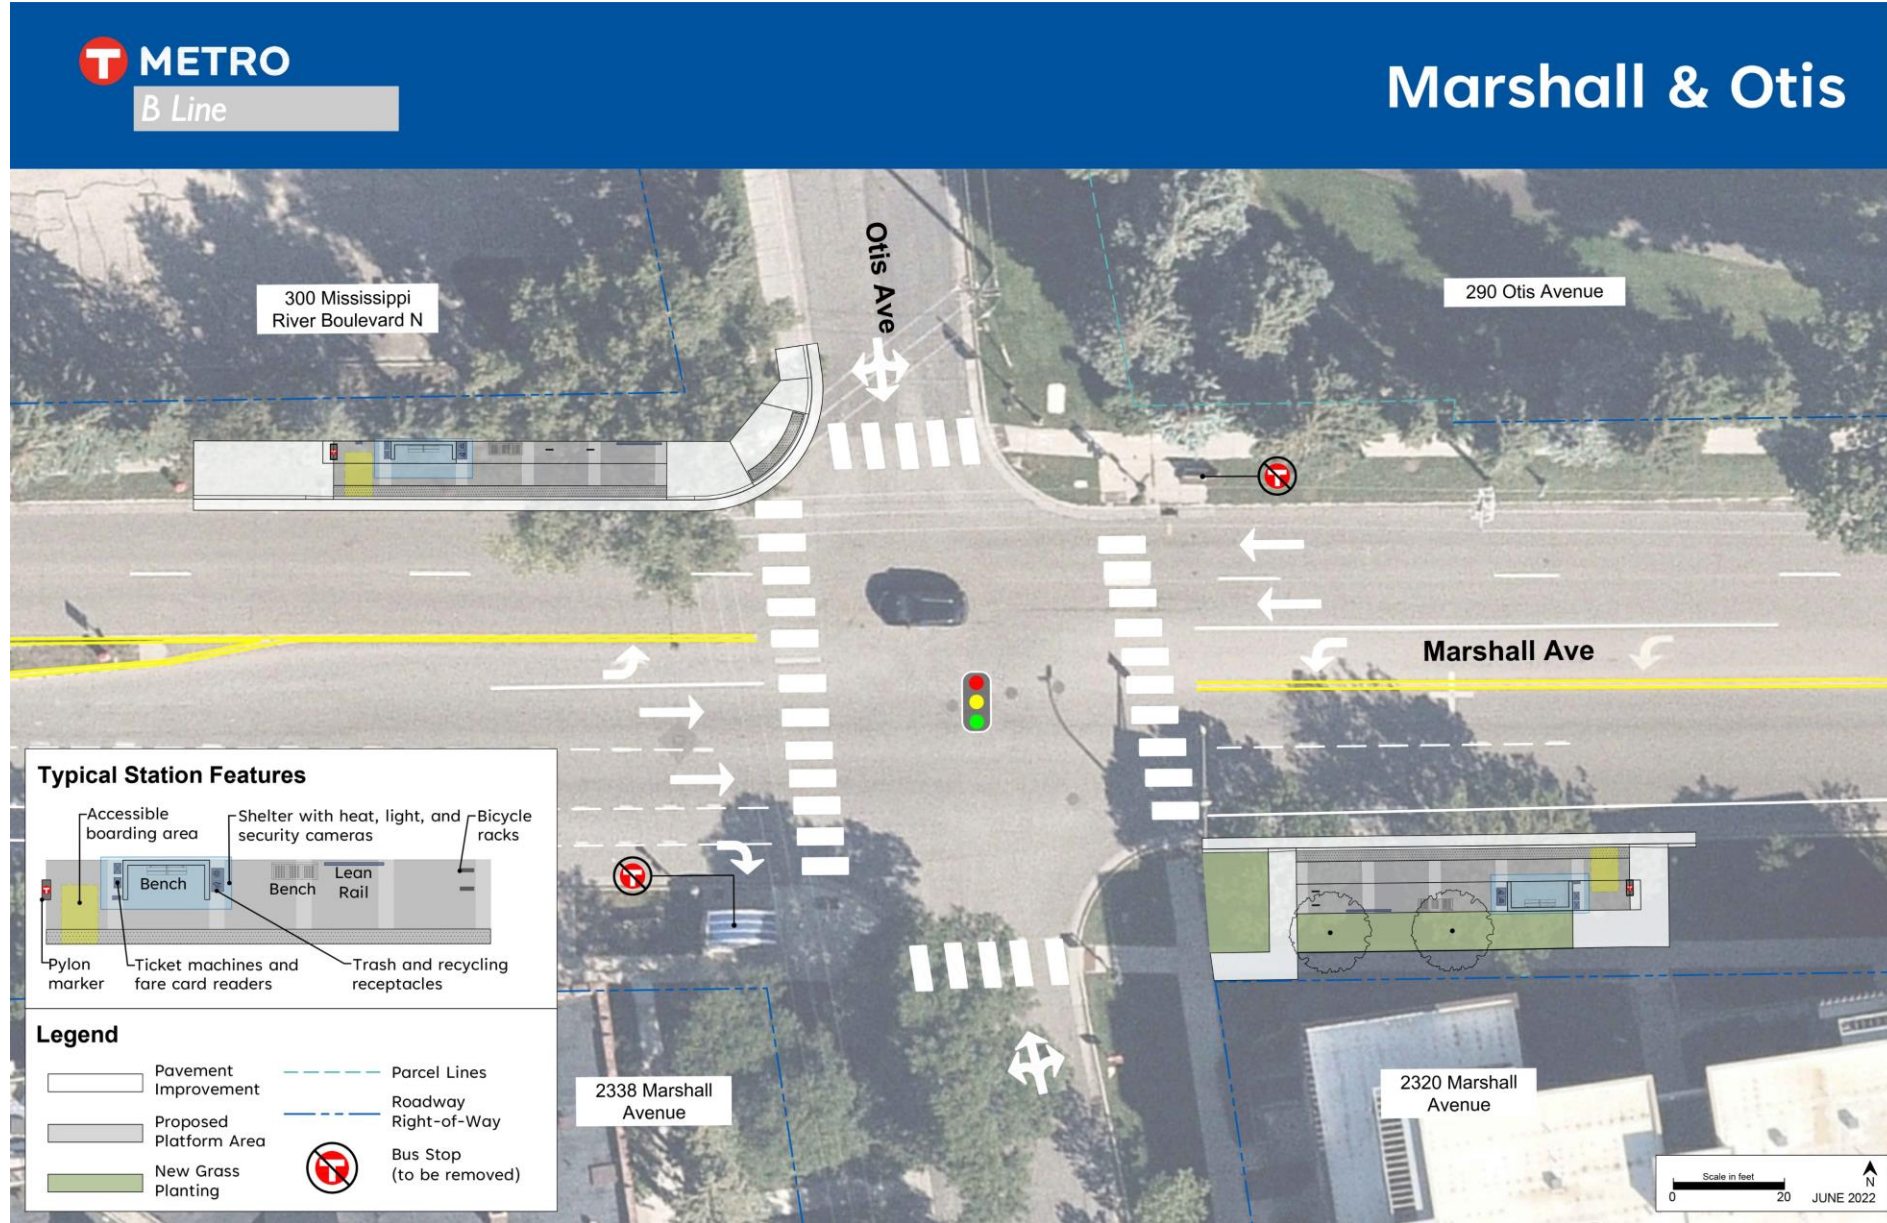 T METRO
B Line
Marshall & Otis
Otis Ave
300 Mississippi
River Boulevard N
290 Otis Avenue
T
Marshall Ave
T
Typical Station Features
Accessible
boarding area
Shelter with heat, light, and
security cameras
Bicycle
racks
Bench
Bench
Lean
Rail
T
Pylon
marker
Ticket machines and
fare card readers
Trash and recycling
receptacles
Legend
Pavement
Improvement
Proposed
Platform Area
New Grass
Planting
Parcel Lines
Roadway
Right-of-Way
T
Bus Stop
(to be removed)
2338 Marshall
Avenue
2320 Marshall
Avenue
Scale in feet
0 20
N
JUNE 2022